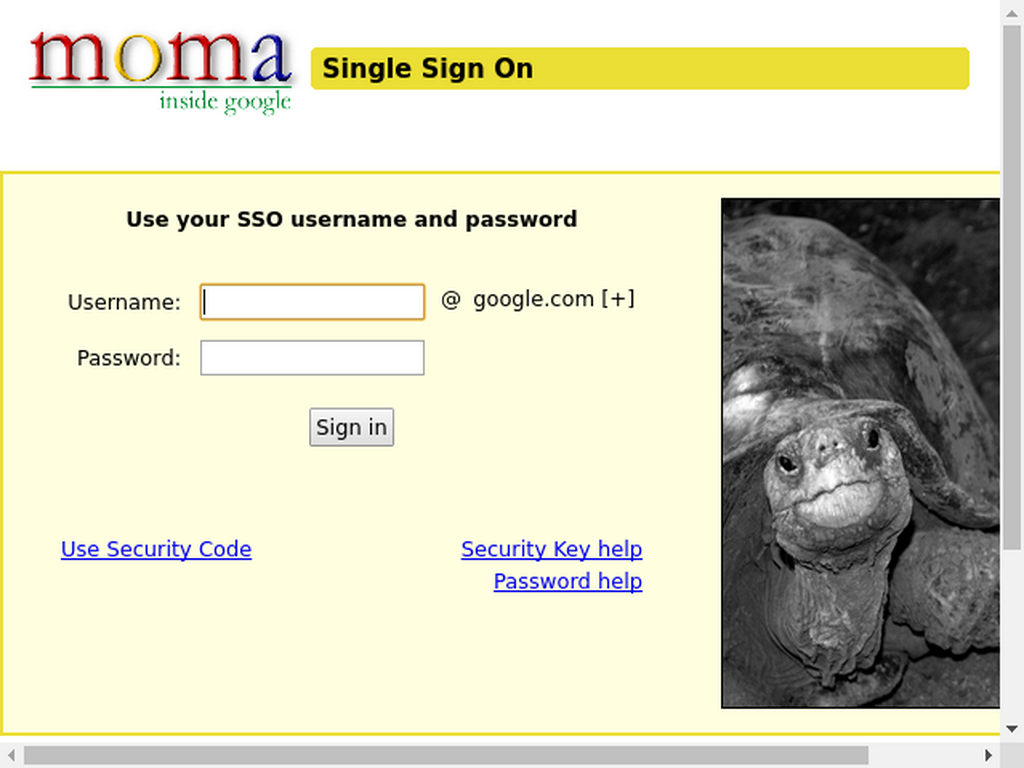 moma
inside google
Single Sign On
Use your SSO username and password
Username:
@ google.com [+]
Password:
Sign in
Use Security Code
Security Key help
Password help